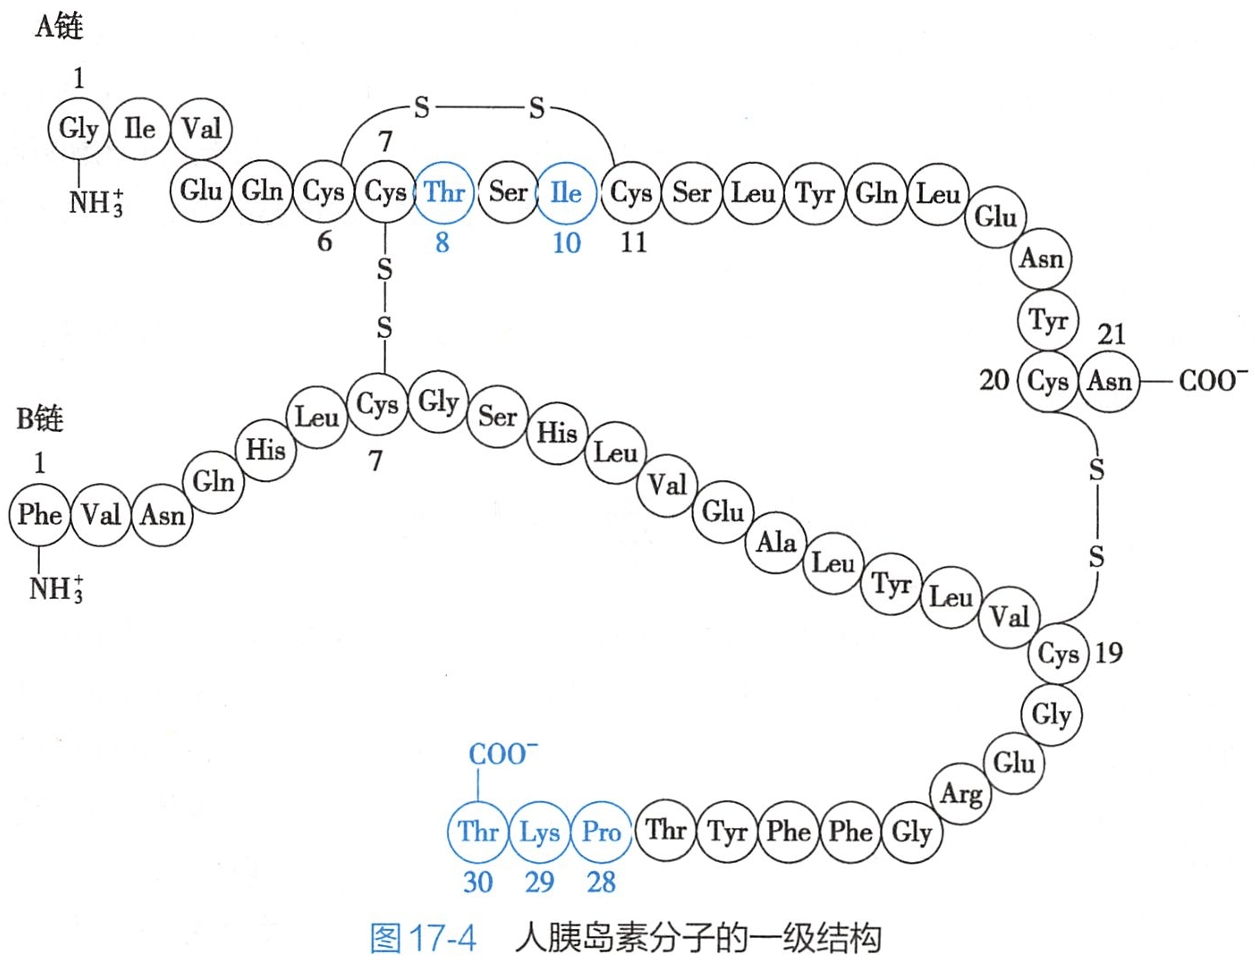 A链
1
Gly Ile Val
NH₃⁺
S S
7
Glu Gln Cys Cys Thr Ser Ile Cys Ser Leu Tyr Gln Leu Glu Asn Tyr Cys Asn COO⁻
6 8 10 11
20 21
S
S
S
S
B链
1
Phe Val Asn Gln His Leu Cys Gly Ser His Leu Val Glu Ala Leu Tyr Leu Val Cys Gly Glu Arg Gly Phe Phe Tyr Thr Pro Lys Thr
NH₃⁺
7
19
COO⁻
30 29 28
图17-4 人胰岛素分子的一级结构